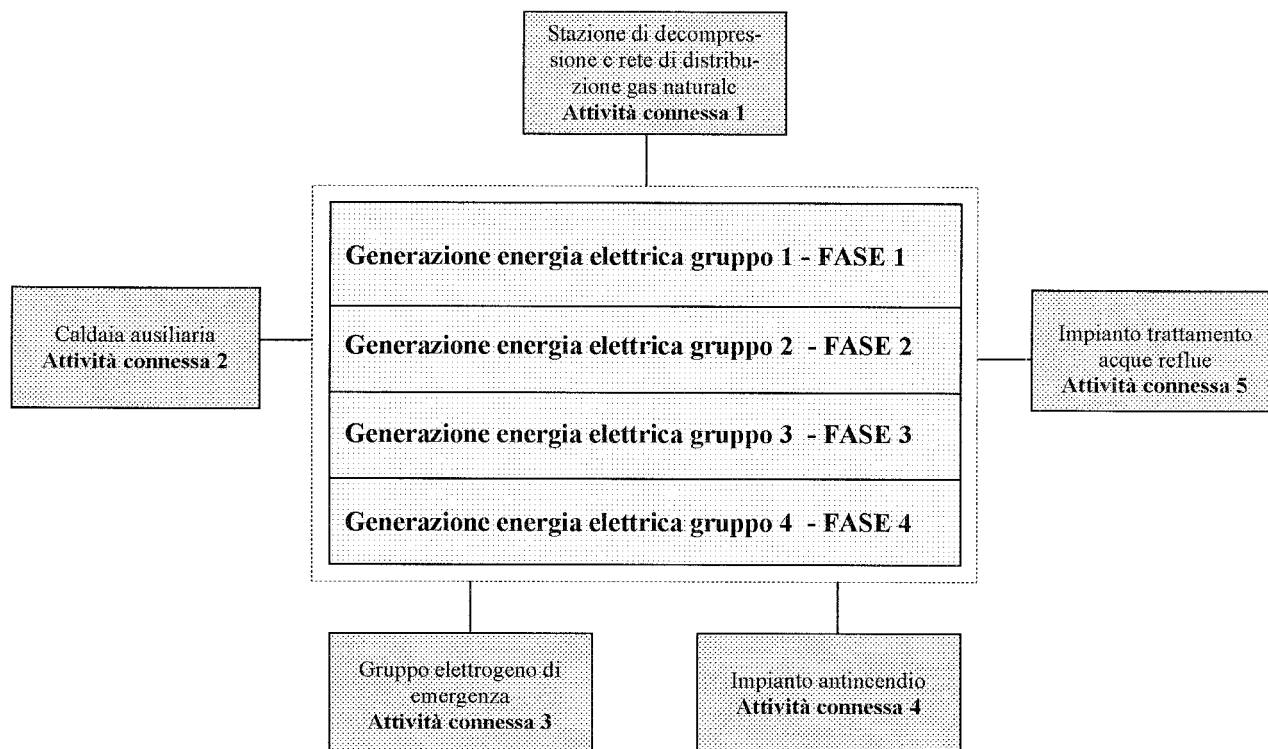 Stazione di decompres-
sione e rete di distribu-
zione gas naturale
Attività connessa 1
Generazione energia elettrica gruppo 1 - FASE 1
Caldaia ausiliaria
Attività connessa 2
Generazione energia elettrica gruppo 2 - FASE 2
Impianto trattamento
acque reflue
Attività connessa 5
Generazione energia elettrica gruppo 3 - FASE 3
Generazione energia elettrica gruppo 4 - FASE 4
Gruppo elettrogeno di
emergenza
Attività connessa 3
Impianto antincendio
Attività connessa 4